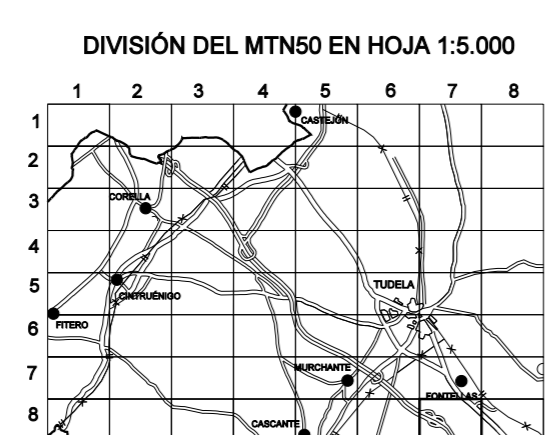 DIVISIÓN DEL MTN50 EN HOJA 1:5.000
1 2 3 4 5 6 7 8
1
CASTEJÓN
2
3
CORELLA
4
5
TUDELA
CINTRUÉNIGO
6
FITERO
7
MURCHANTE
FONTELLAS
8
CASCANTE